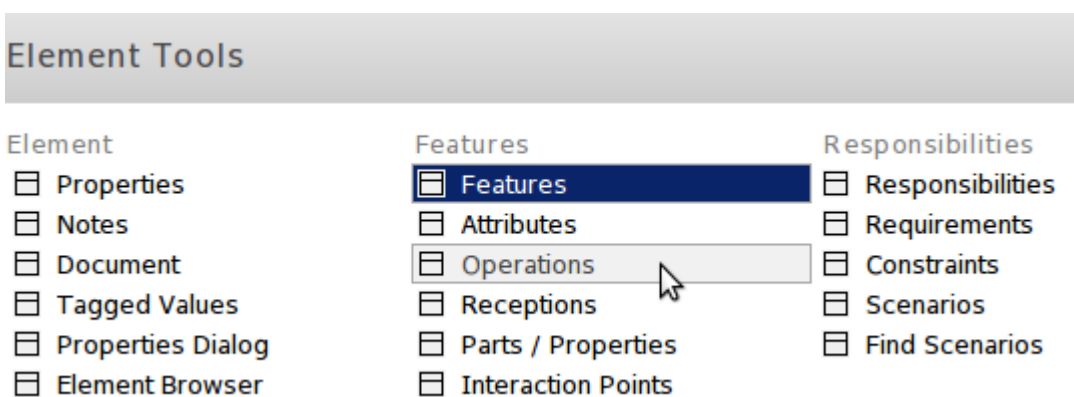 Element Tools
Element
Properties
Notes
Document
Tagged Values
Properties Dialog
Element Browser
Features
Features
Attributes
Operations
Receptions
Parts / Properties
Interaction Points
Responsibilities
Responsibilities
Requirements
Constraints
Scenarios
Find Scenarios